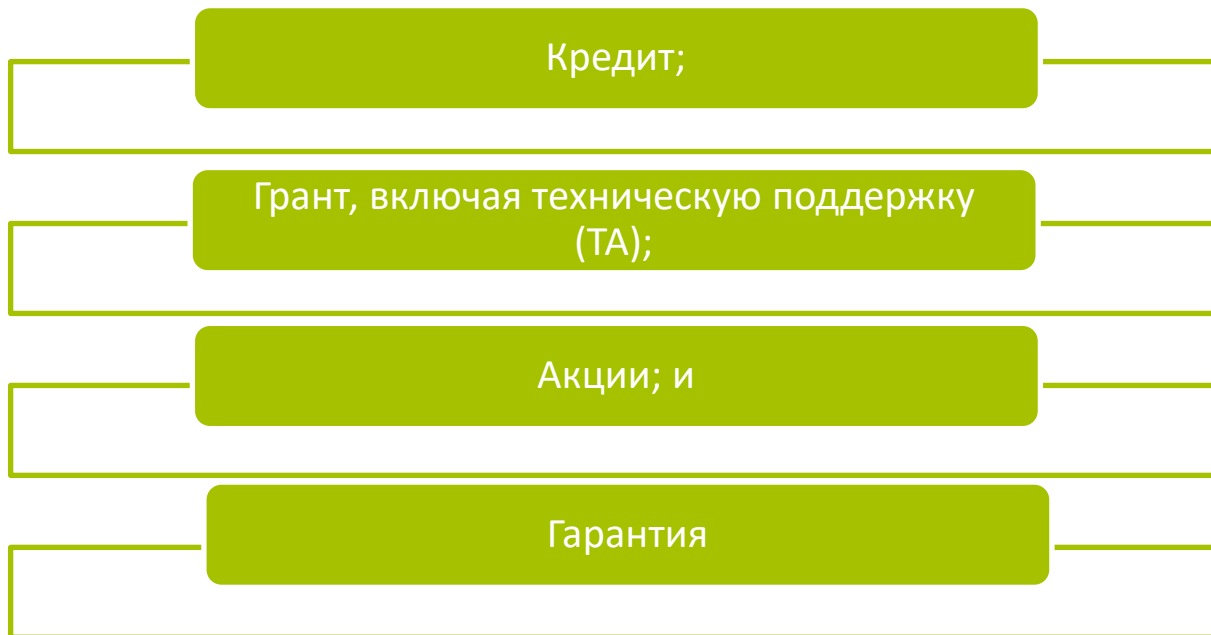 Кредит;
Грант, включая техническую поддержку
(ТА);
Акции; и
Гарантия